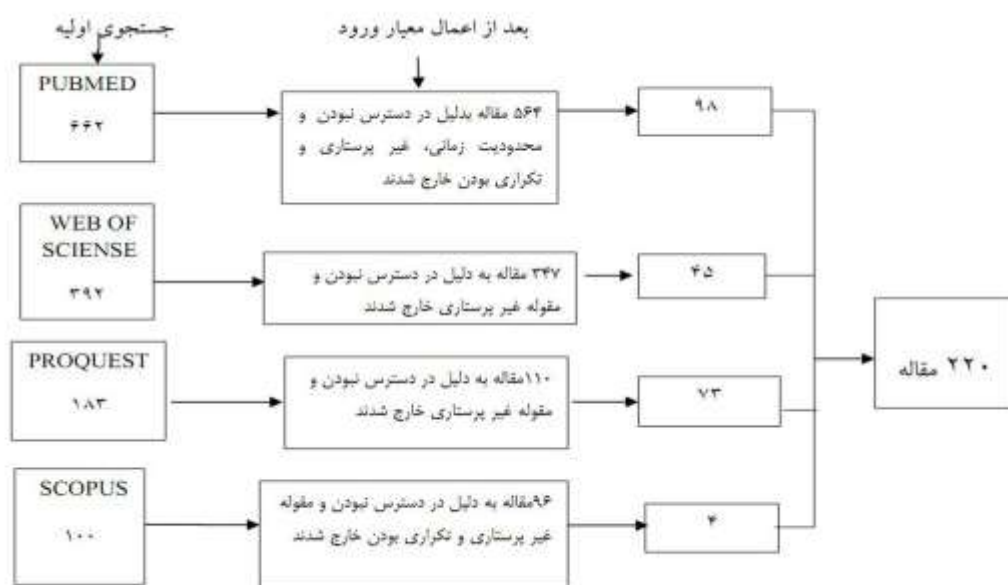 جستجوی اولیه
بعد از اعمال معیار ورود
PUBMED
۶۶۲
۵۶۴ مقاله بدلیل در دسترس نبودن و
محدودیت زمانی، غیر پرستاری و
تکراری بودن خارج شدند
۹۸
WEB OF
SCIENSE
۳۹۲
۳۴۷ مقاله به دلیل در دسترس نبودن و
مقوله غیر پرستاری خارج شدند
۴۵
PROQUEST
۱۸۳
۱۱۰مقاله به دلیل در دسترس نبودن و
مقوله غیر پرستاری خارج شدند
۷۳
SCOPUS
۱۰۰
۹۶مقاله به دلیل در دسترس نبودن و مقوله
غیر پرستاری و تکراری بودن خارج شدند
۴
۲۲۰ مقاله